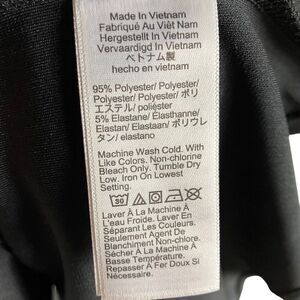 Made In Vietnam
Fabriqué Au Viêt Nam
Hergestellt In Vietnam
Vervaardigd In Vietnam
ベトナム製
hecho en vietnam
95% Polyester/Polyester/
Polyester/Polyester/ポリ
エステル/poliéster
5% Elastane/Élasthanne/
Elastan/Elastaan/ポリウレ
タン/elastano
Machine Wash Cold. With
Like Colors. Non-chlorine
Bleach Only. Tumble Dry
Low. Iron On Lowest
Setting.
30
Laver À La Machine À
L'eau Froide. Laver En
Séparant Les Couleurs.
Seulement Agent De
Blanchiment Non-chlore.
Sécher À La Machine À
Basse Température.
Repasser À Fer Doux Si
Nécessaire.